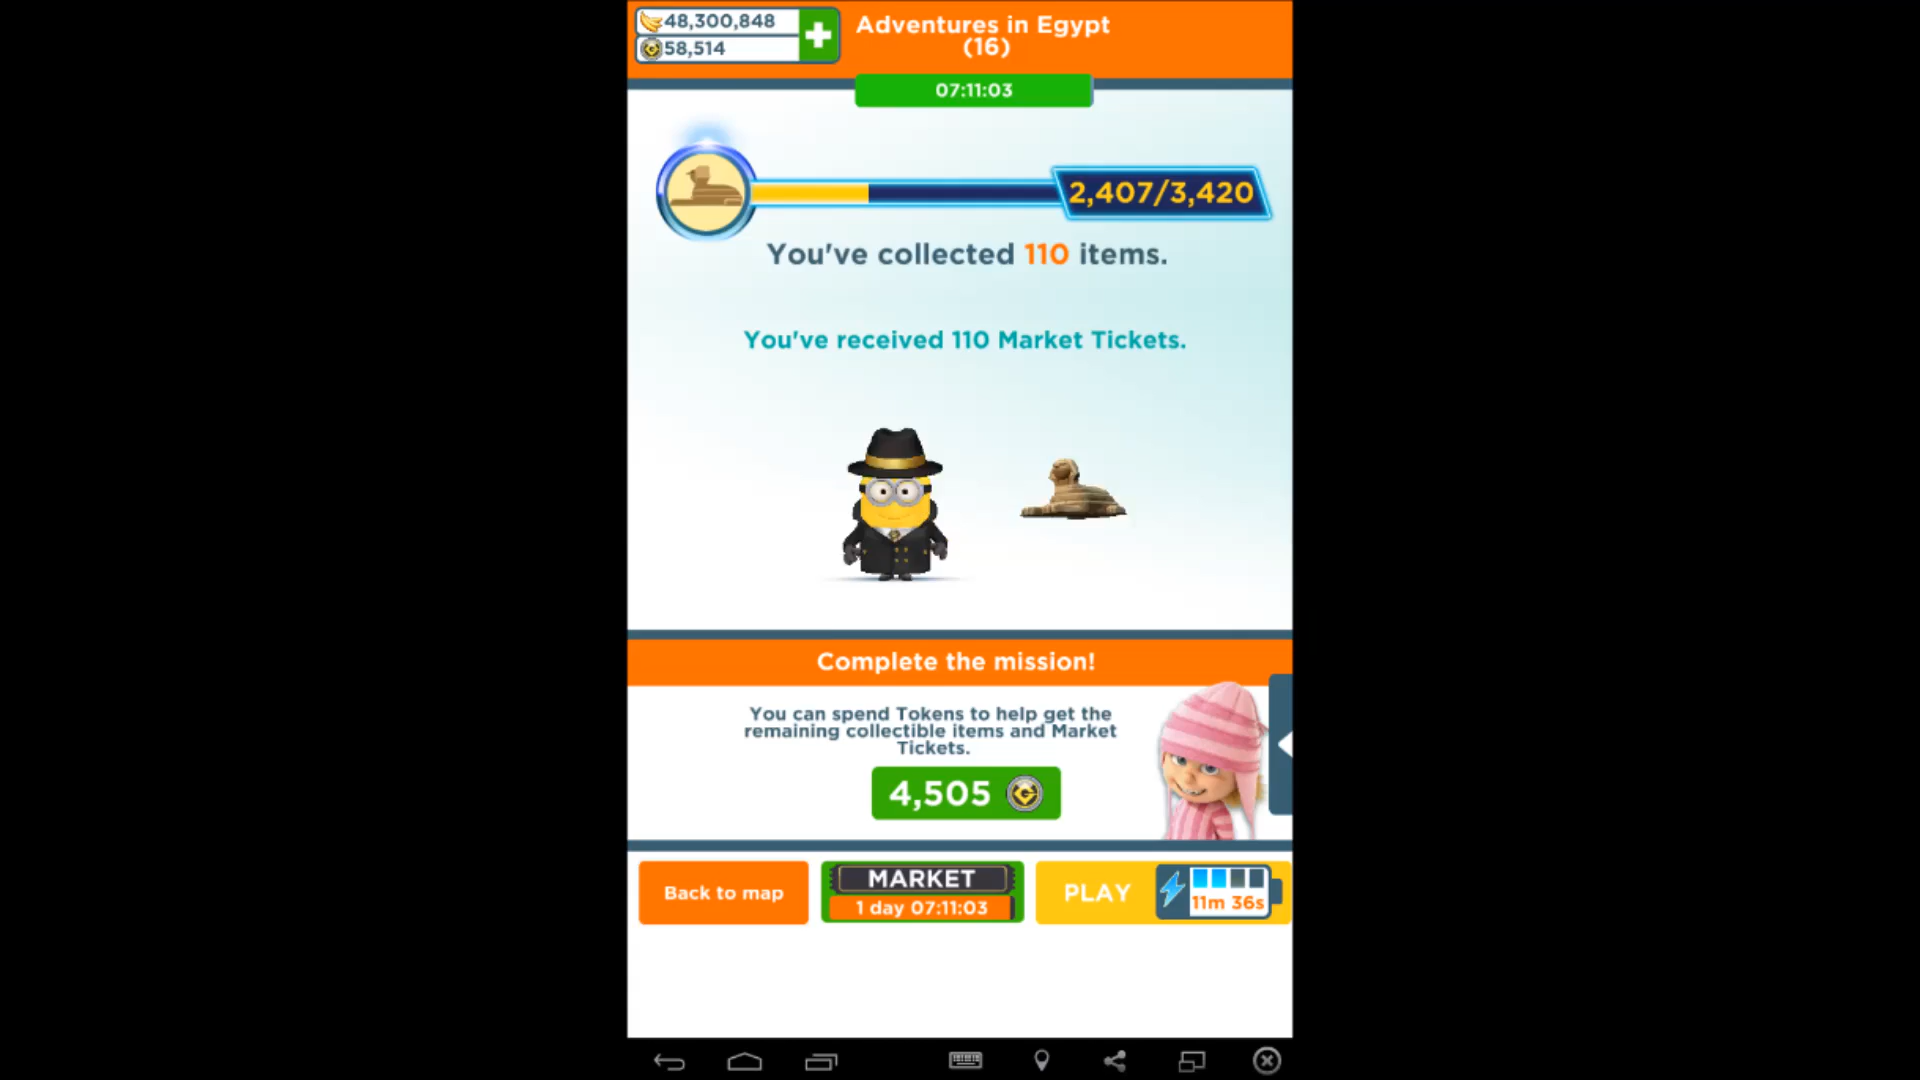 48,300,848
58,514
Adventures in Egypt
(16)
07:11:03
2,407/3,420
You've collected 110 items.
You've received 110 Market Tickets.
Complete the mission!
You can spend Tokens to help get the
remaining collectible items and Market
Tickets.
4,505
Back to map
MARKET
1 day 07:11:03
PLAY
11m 36s